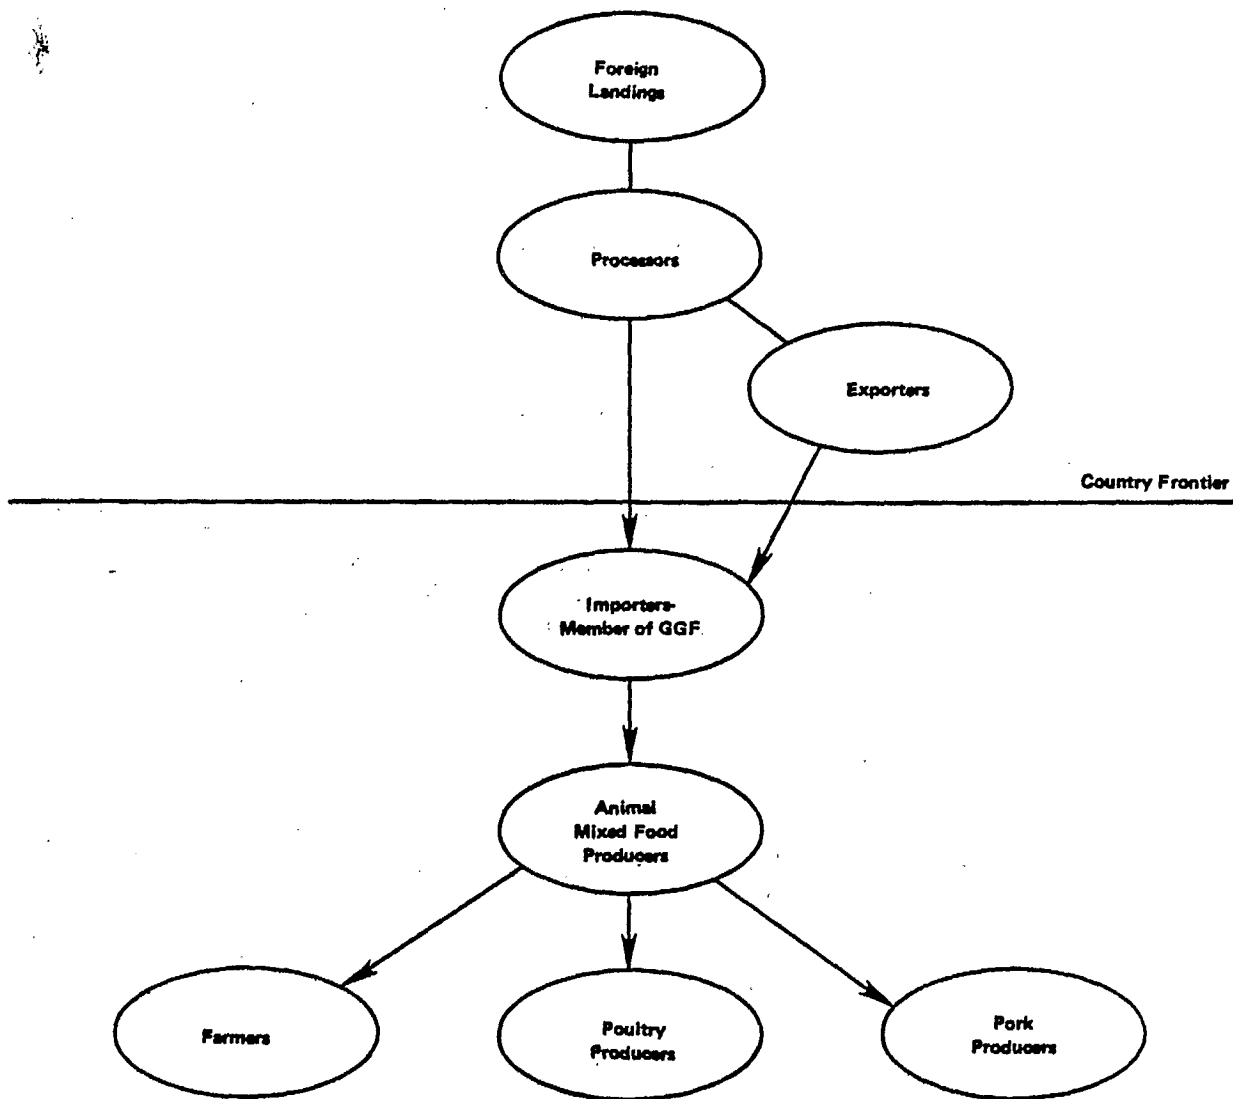 Foreign
Landings
Processors
Exporters
Country Frontier
Importers-
Member of GGF
Animal
Mixed Food
Producers
Farmers
Poultry
Producers
Pork
Producers